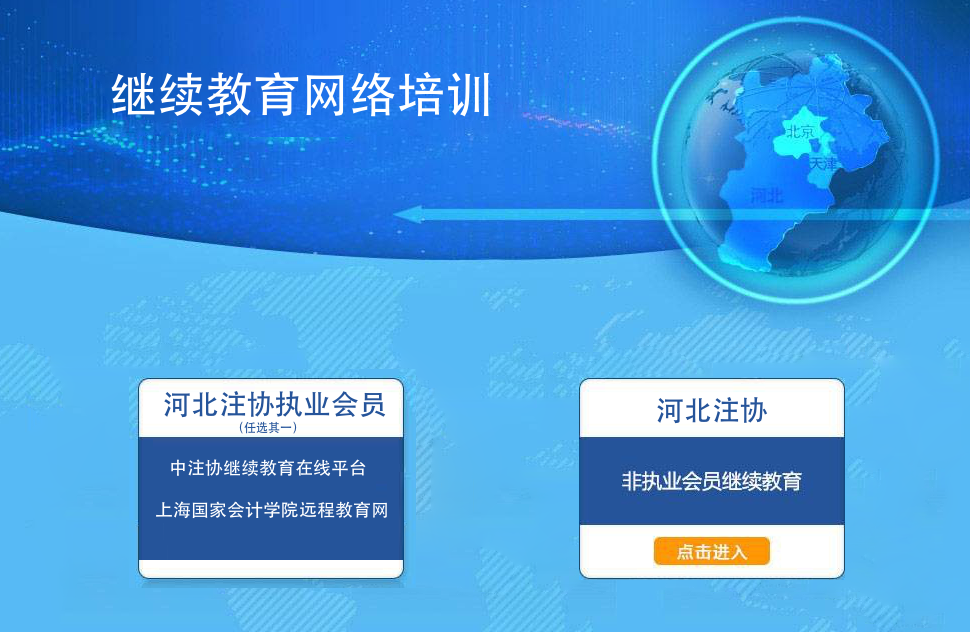 继续教育网络培训
北京
天津
河北
河北注协执业会员
（任选其一）
中注协继续教育在线平台
上海国家会计学院远程教育网
河北注协
非执业会员继续教育
点击进入